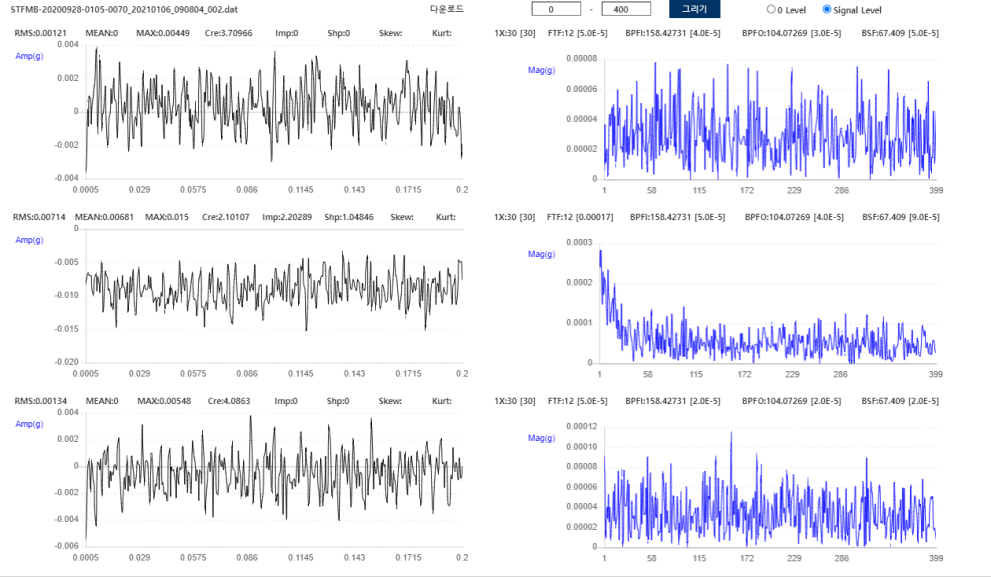 STFMB-20200928-0105-0070_20210106_090804_002.dat 다운로드 0 - 400 그리기 0 Level Signal Level
RMS:0.00121 MEAN:0 MAX:0.00449 Cre:3.70966 Imp:0 Shp:0 Skew: Kurt:
Amp(g)
0.004
0.002
0
-0.002
-0.004
0.0005 0.029 0.0575 0.086 0.1145 0.143 0.1715 0.2
1X:30 [30] FTF:12 [5.0E-5] BPFI:158.42731 [4.0E-5] BPFO:104.07269 [3.0E-5] BSF:67.409 [5.0E-5]
Mag(g)
0.00008
0.00006
0.00004
0.00002
0
1 58 115 172 229 286 399
RMS:0.00714 MEAN:0.00681 MAX:0.015 Cre:2.10107 Imp:2.20289 Shp:1.04846 Skew: Kurt:
Amp(g)
0
-0.005
-0.010
-0.015
-0.020
0.0005 0.029 0.0575 0.086 0.1145 0.143 0.1715 0.2
1X:30 [30] FTF:12 [0.00017] BPFI:158.42731 [5.0E-5] BPFO:104.07269 [4.0E-5] BSF:67.409 [9.0E-5]
Mag(g)
0.0003
0.0002
0.0001
0
1 58 115 172 229 286 399
RMS:0.00134 MEAN:0 MAX:0.00548 Cre:4.0863 Imp:0 Shp:0 Skew: Kurt:
Amp(g)
0.004
0.002
0
-0.002
-0.004
-0.006
0.0005 0.029 0.0575 0.086 0.1145 0.143 0.1715 0.2
1X:30 [30] FTF:12 [5.0E-5] BPFI:158.42731 [2.0E-5] BPFO:104.07269 [2.0E-5] BSF:67.409 [2.0E-5]
Mag(g)
0.00012
0.00010
0.00008
0.00006
0.00004
0.00002
0
1 58 115 172 229 286 399